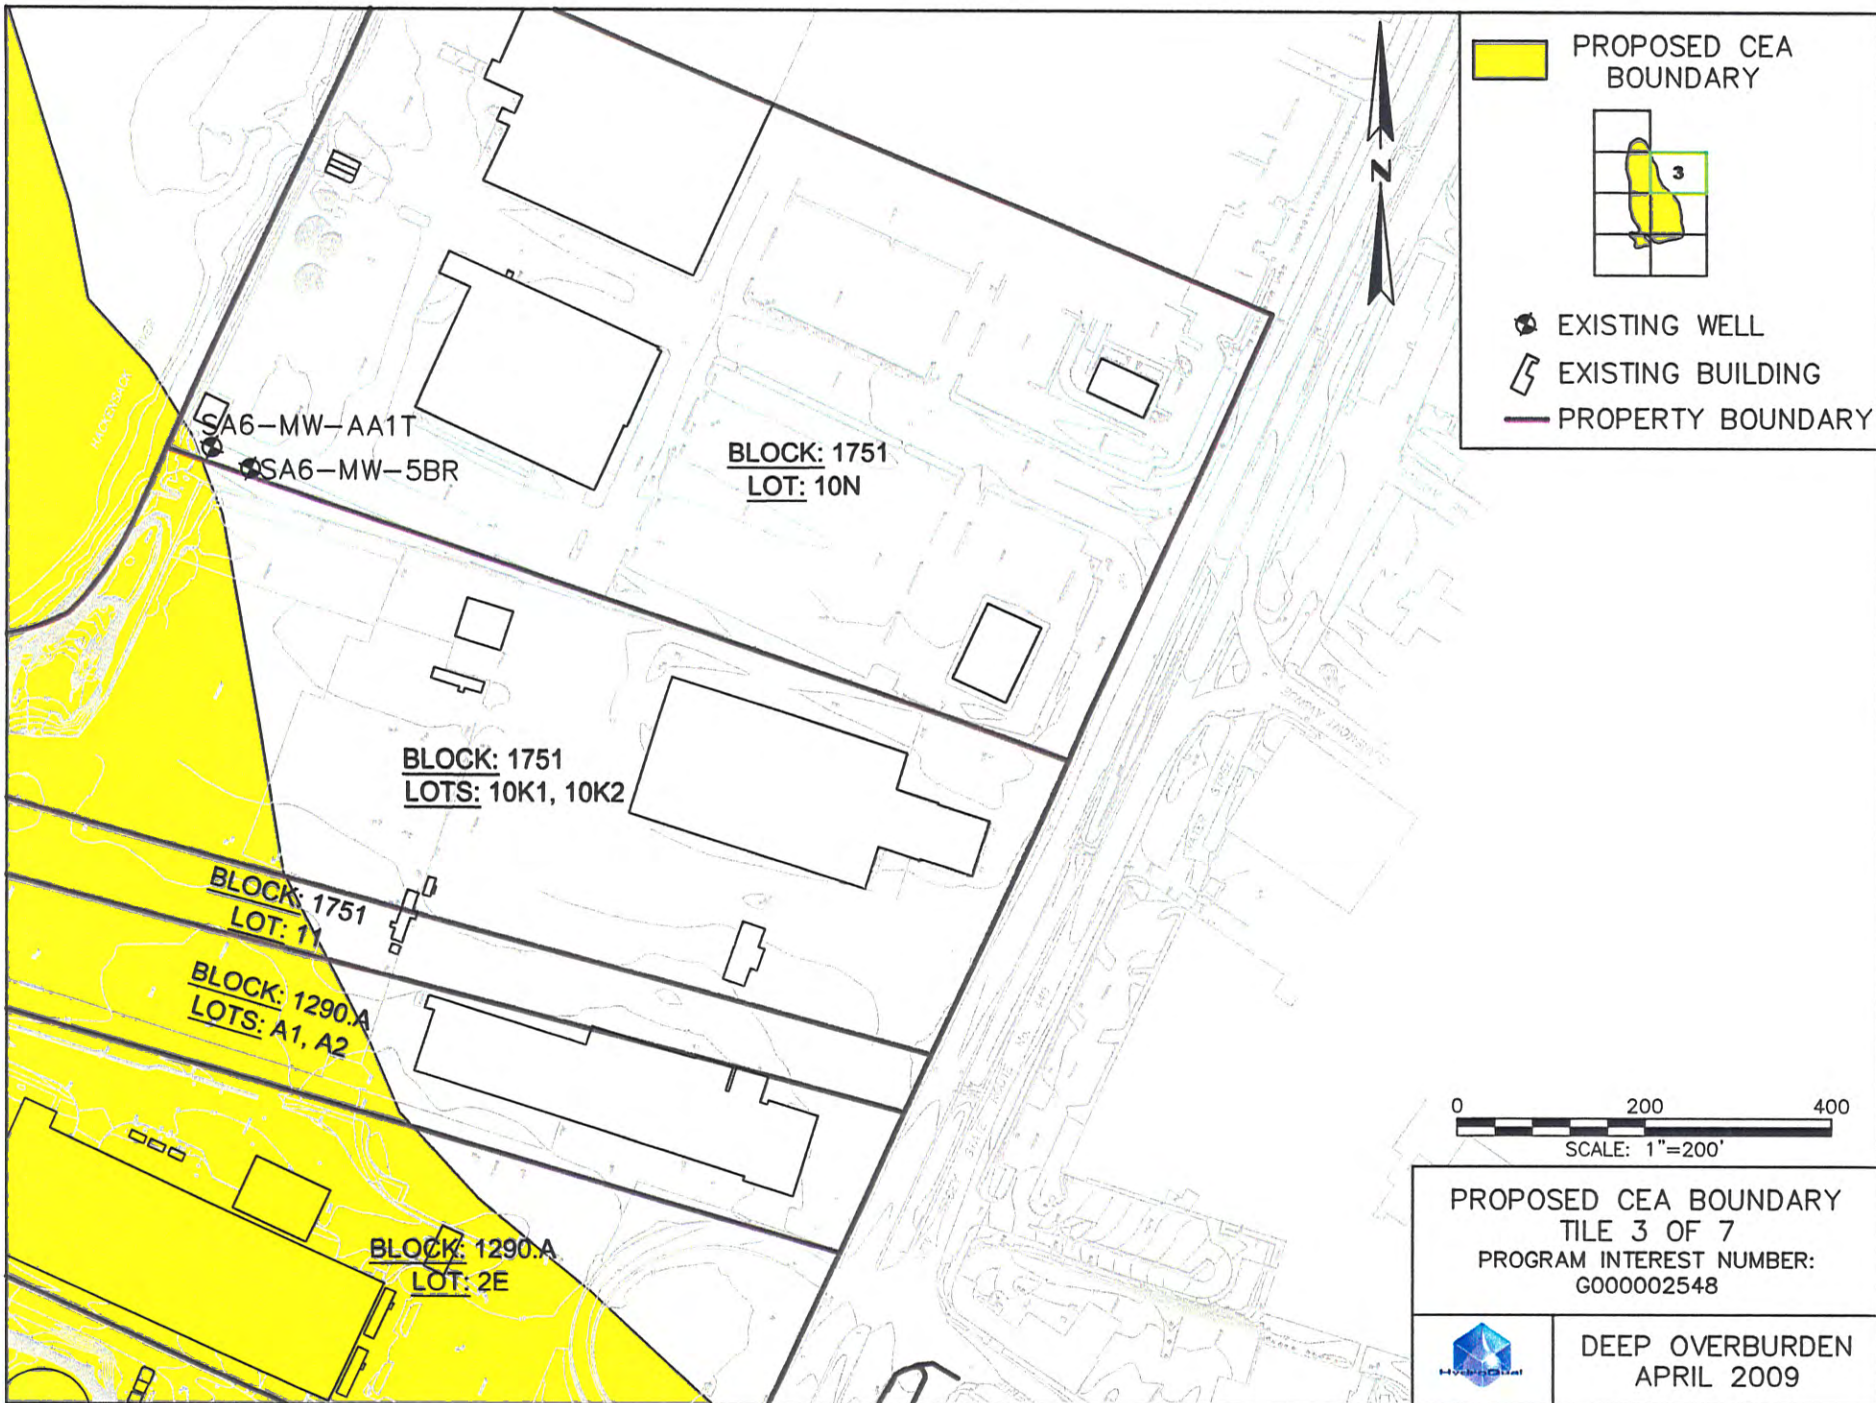 PROPOSED CEA
BOUNDARY
3
N
EXISTING WELL
EXISTING BUILDING
PROPERTY BOUNDARY
HACKENSACK
SA6-MW-AA1T
SA6-MW-5BR
BLOCK: 1751
LOT: 10N
BLOCK: 1751
LOTS: 10K1, 10K2
BLOCK: 1751
LOT: 11
BLOCK: 1290.A
LOTS: A1, A2
BLOCK: 1290.A
LOT: 2E
0 200 400
SCALE: 1"=200'
PROPOSED CEA BOUNDARY
TILE 3 OF 7
PROGRAM INTEREST NUMBER:
G000002548
HydroQual
DEEP OVERBURDEN
APRIL 2009